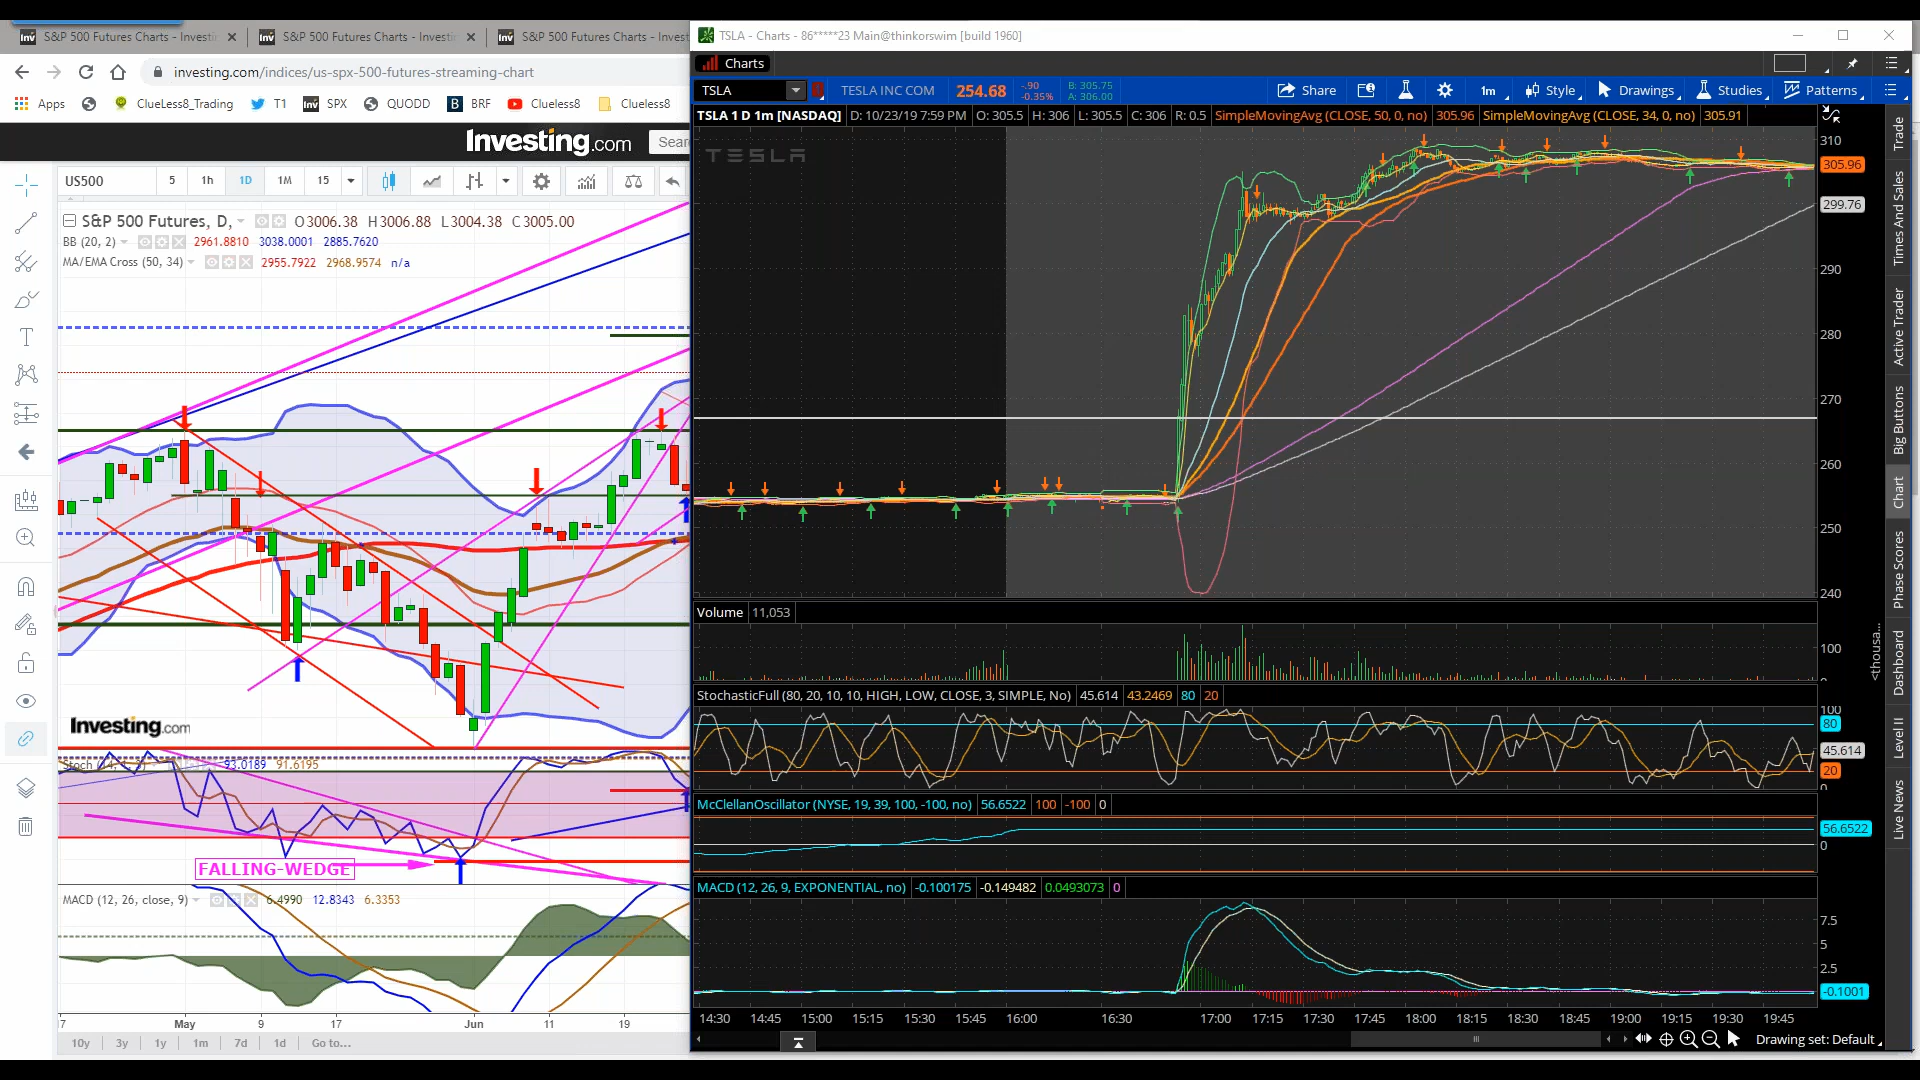 S&P 500 Futures Charts - Investi
S&P 500 Futures Charts - Investin
S&P 500 Futures Charts - Invest
investing.com/indices/us-spx-500-futures-streaming-chart
Apps ClueLess8_Trading T1 SPX QUODD BRF Clueless8 Clueless8
Investing.com Sear
US500 5 1h 1D 1M 15
S&P 500 Futures, D, O3006.38 H3006.88 L3004.38 C3005.00
BB (20, 2) 2961.8810 3038.0001 2885.7620
MA/EMA Cross (50, 34) 2955.7922 2968.9574 n/a
Investing.com
93.0189 91.6195
FALLING-WEDGE
MACD (12, 26, close, 9) 6.4990 12.8343 6.3353
May 9 17 Jun 11 19
10y 3y 1y 1m 7d 1d Go to...
TSLA - Charts - 86*****23 Main@thinkorswim [build 1960]
Charts
TSLA TESLA INC COM 254.68 -.90 -0.35% B: 305.75 A: 306.00 Share 1m Style Drawings Studies Patterns
TSLA 1 D 1m [NASDAQ] D: 10/23/19 7:59 PM O: 305.5 H: 306 L: 305.5 C: 306 R: 0.5 SimpleMovingAvg (CLOSE, 50, 0, no) 305.96 SimpleMovingAvg (CLOSE, 34, 0, no) 305.91
TESLA
310
305.96
299.76
290
280
270
260
250
240
Volume 11,053
100
<thousa...
StochasticFull (80, 20, 10, 10, HIGH, LOW, CLOSE, 3, SIMPLE, No) 45.614 43.2469 80 20
100
80
45.614
20
McClellanOscillator (NYSE, 19, 39, 100, -100, no) 56.6522 100 -100 0
56.6522
0
MACD (12, 26, 9, EXPONENTIAL, no) -0.100175 -0.149482 0.0493073 0
7.5
5
2.5
-0.1001
14:30 14:45 15:00 15:15 15:30 15:45 16:00 16:30 17:00 17:15 17:30 17:45 18:00 18:15 18:30 18:45 19:00 19:15 19:30 19:45
Drawing set: Default
Trade
Times And Sales
Active Trader
Big Buttons
Chart
Phase Scores
Dashboard
Level II
Live News